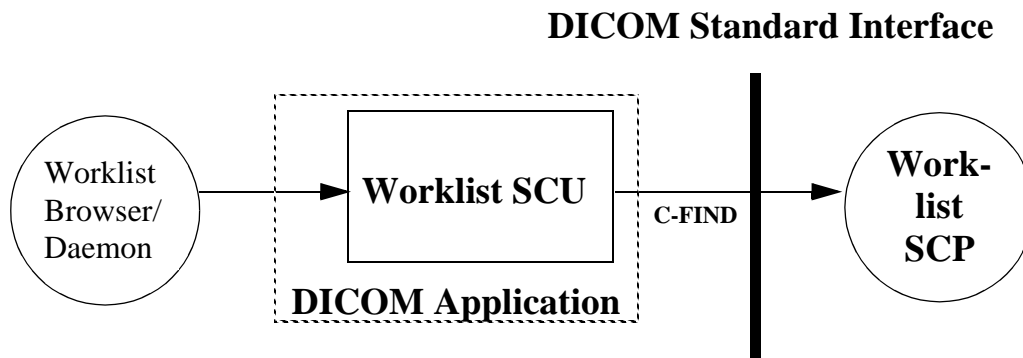 DICOM Standard Interface
Worklist
Browser/
Daemon
Worklist SCU
DICOM Application
C-FIND
Work-
list
SCP